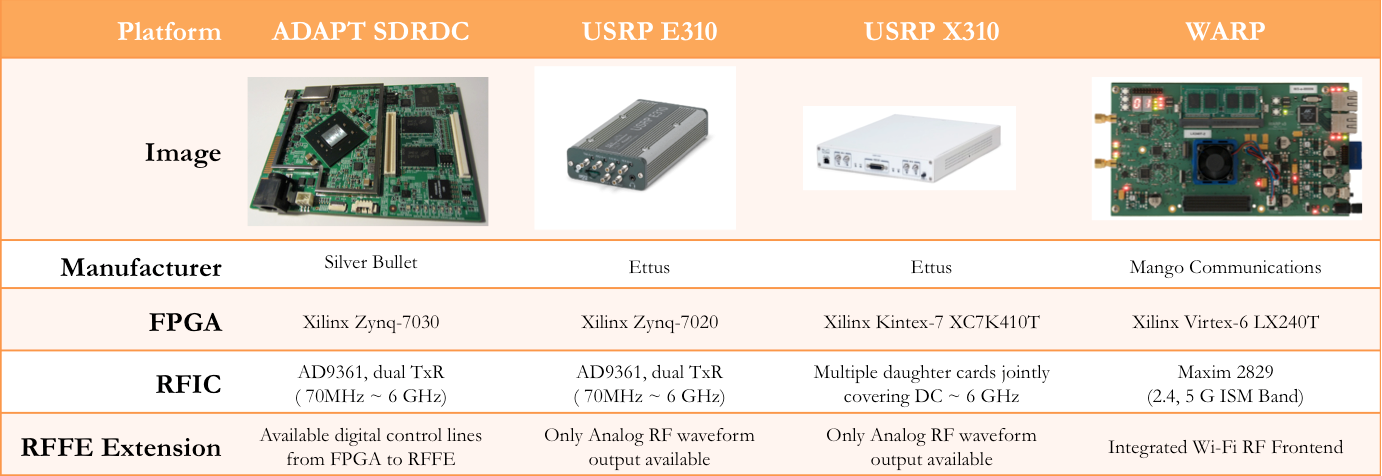 Platform ADAPT SDRDC USRP E310 USRP X310 WARP
Image
USRP E310
Manufacturer Silver Bullet Ettus Ettus Mango Communications
FPGA Xilinx Zynq-7030 Xilinx Zynq-7020 Xilinx Kintex-7 XC7K410T Xilinx Virtex-6 LX240T
RFIC AD9361, dual TxR AD9361, dual TxR Multiple daughter cards jointly Maxim 2829
( 70MHz ~ 6 GHz) ( 70MHz ~ 6 GHz) covering DC ~ 6 GHz (2.4, 5 G ISM Band)
RFFE Extension Available digital control lines Only Analog RF waveform Only Analog RF waveform Integrated Wi-Fi RF Frontend
from FPGA to RFFE output available output available